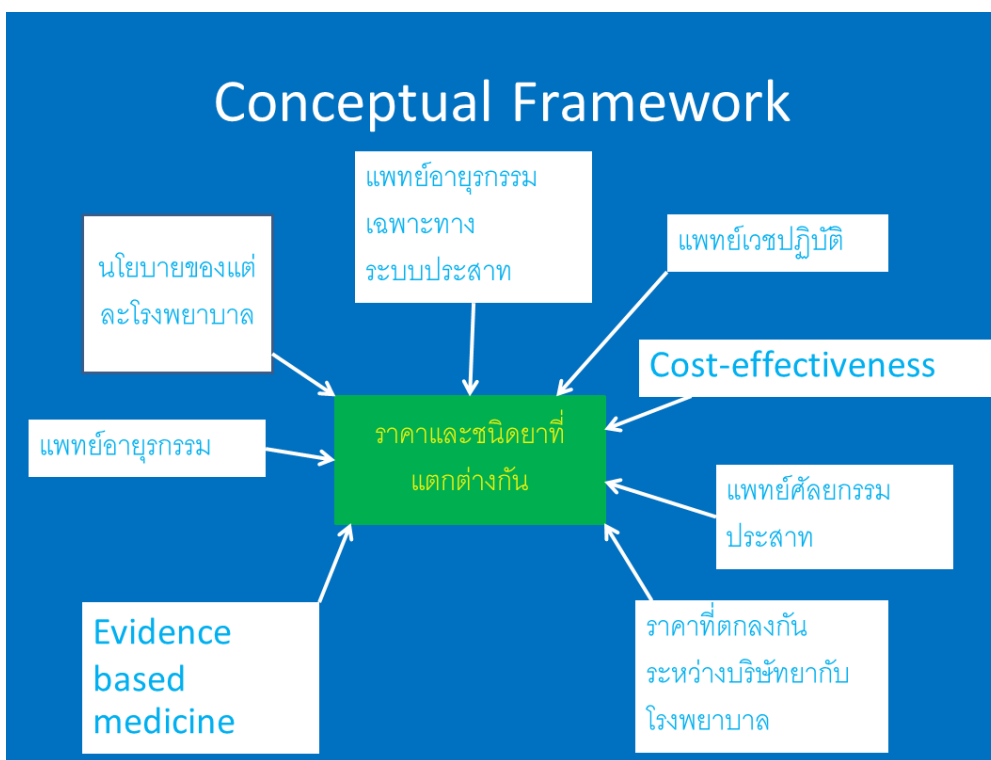 Conceptual Framework
แพทย์อายุรกรรม
เฉพาะทาง
ระบบประสาท
นโยบายของแต่
ละโรงพยาบาล
แพทย์เวชปฏิบัติ
Cost-effectiveness
แพทย์อายุรกรรม
ราคาและชนิดยาที่
แตกต่างกัน
แพทย์ศัลยกรรม
ประสาท
Evidence
based
medicine
ราคาที่ตกลงกัน
ระหว่างบริษัทยากับ
โรงพยาบาล